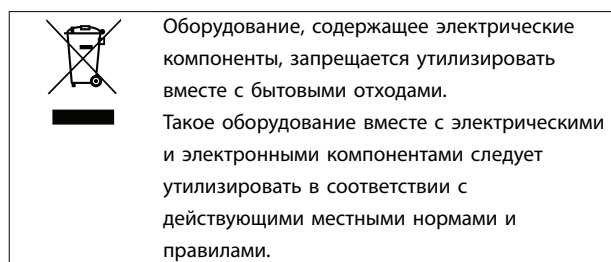 Оборудование, содержащее электрические
компоненты, запрещается утилизировать
вместе с бытовыми отходами.
Такое оборудование вместе с электрическими
и электронными компонентами следует
утилизировать в соответствии с
действующими местными нормами и
правилами.